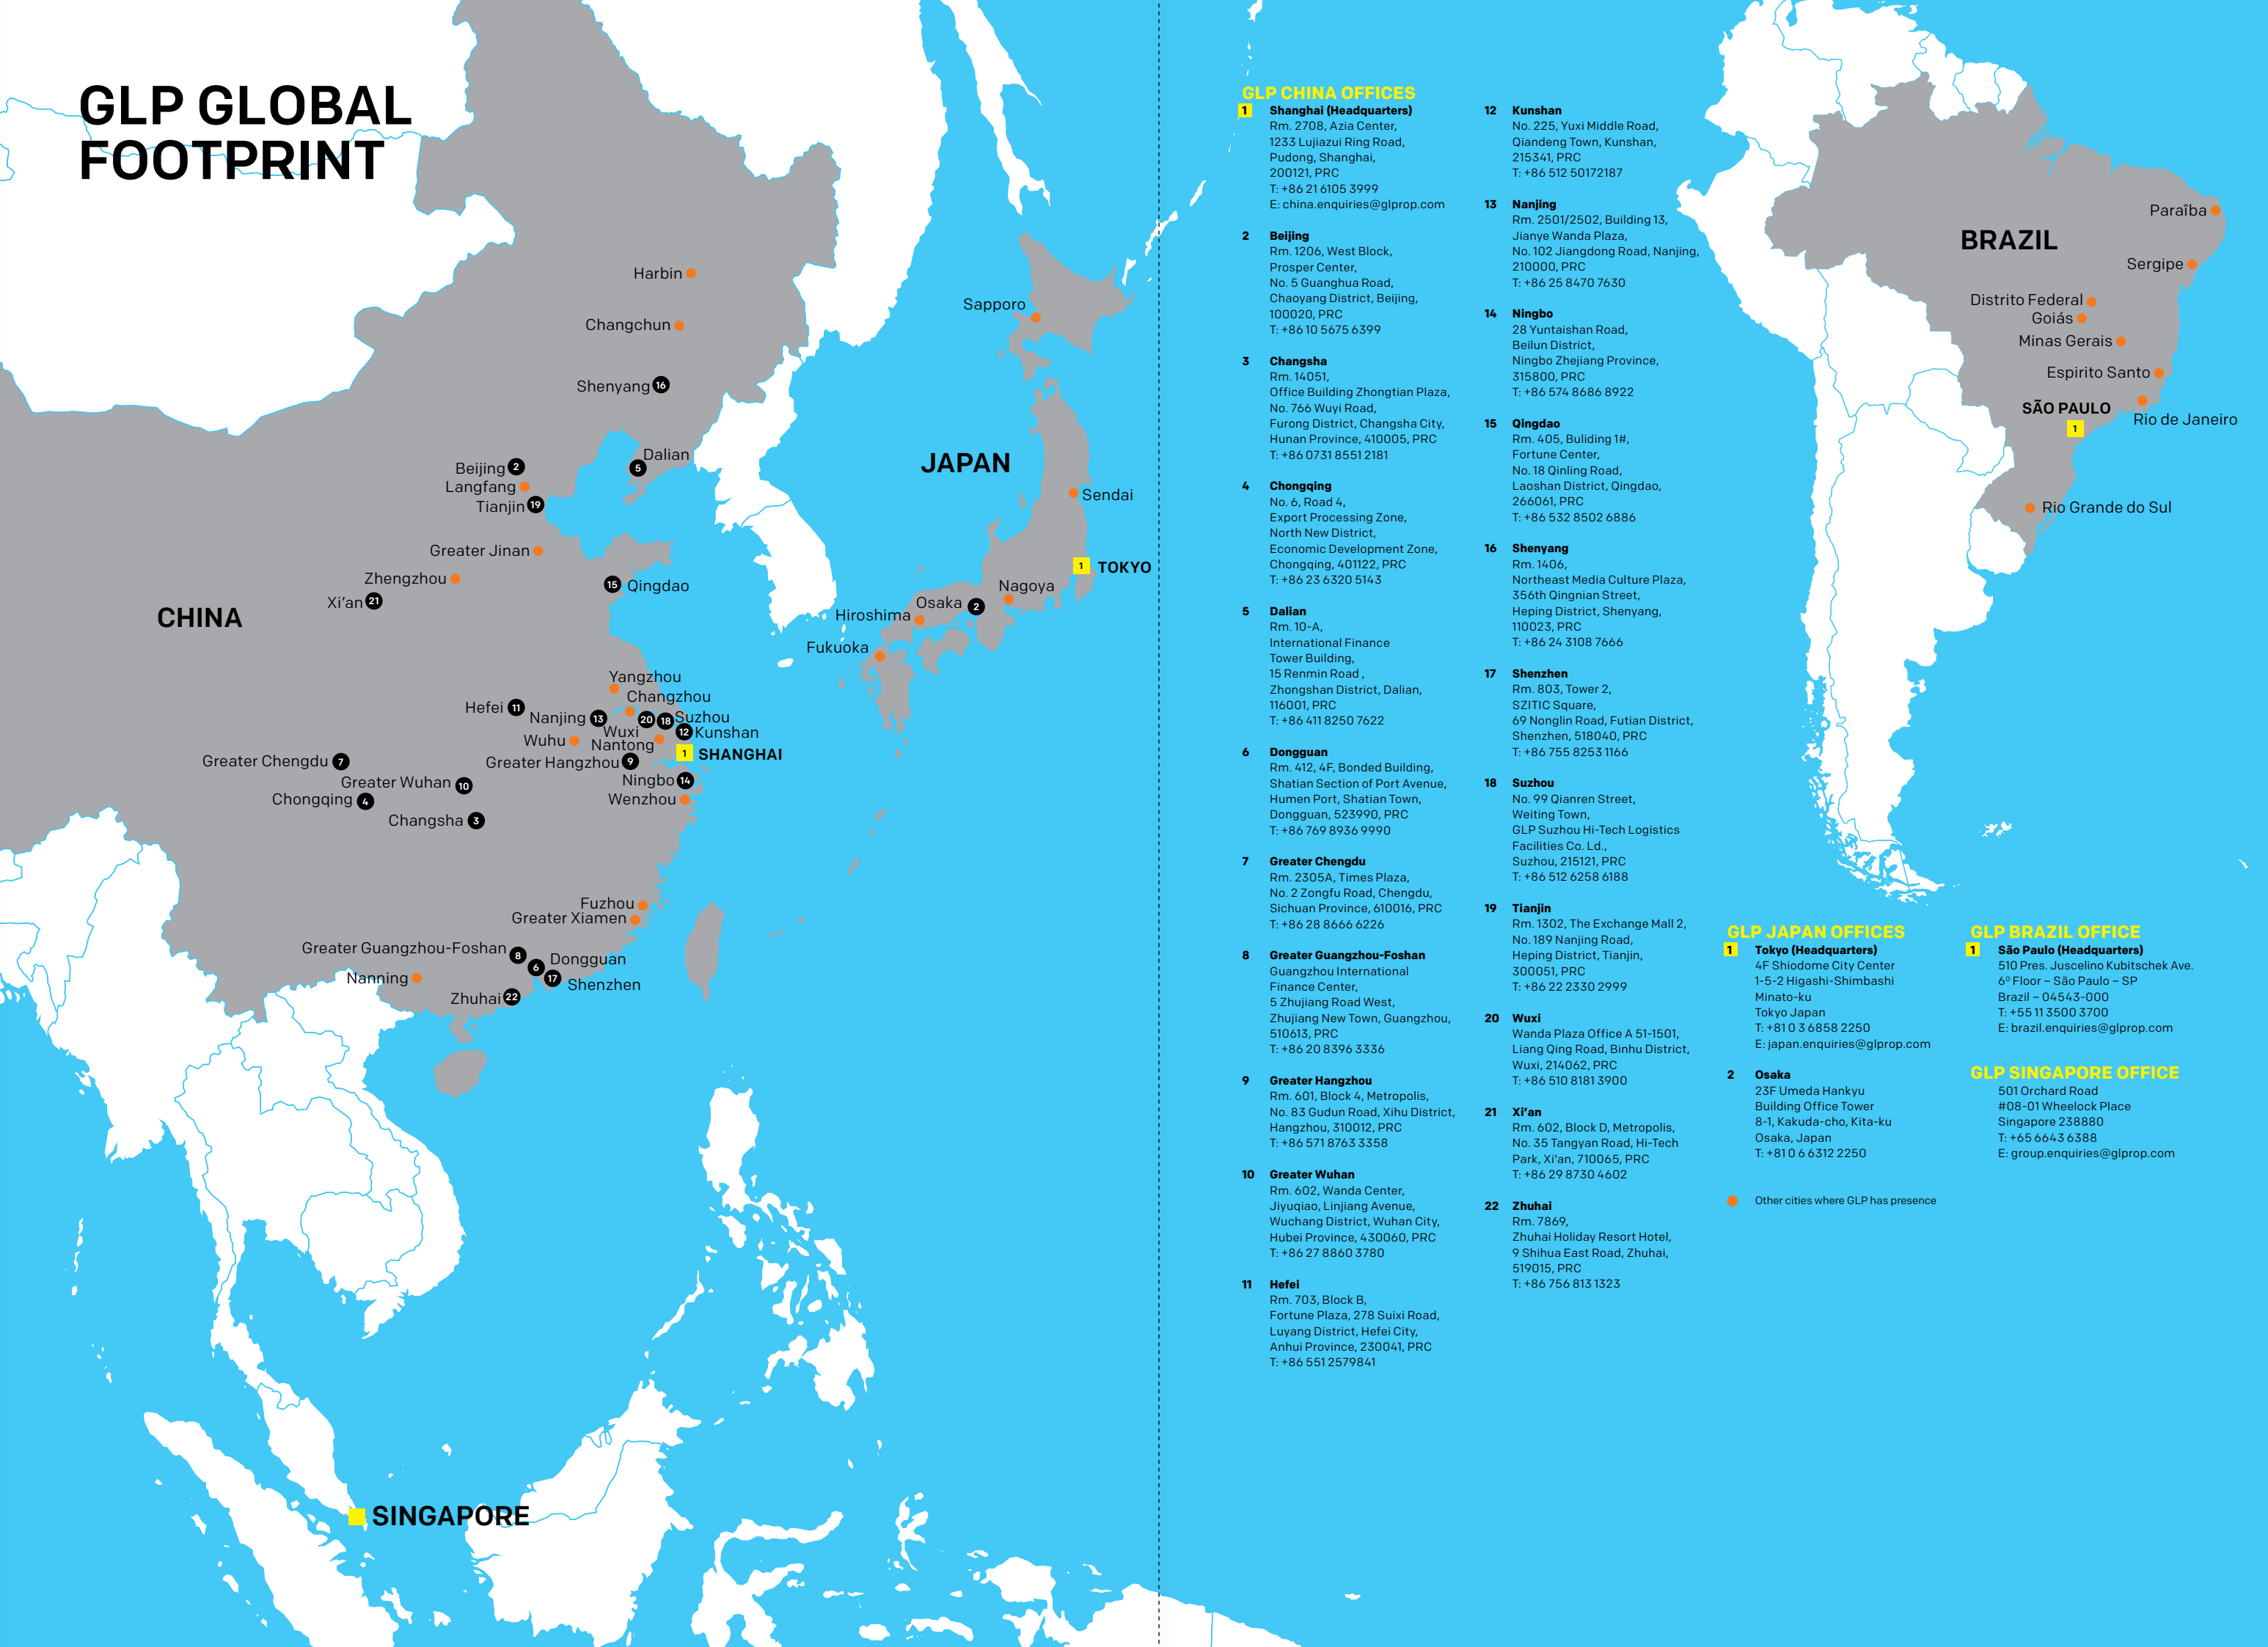 GLP GLOBAL
FOOTPRINT
Harbin
Changchun
Shenyang 16
Dalian
5
Beijing 2
Langfang
Tianjin 19
Greater Jinan
Zhengzhou
Xi’an 21
15 Qingdao
CHINA
Yangzhou
Changzhou
Hefei 11
Nanjing 13
20 18 Suzhou
Wuxi
12 Kunshan
Wuhu
Nantong
1 SHANGHAI
Greater Chengdu 7
Greater Hangzhou 9
Greater Wuhan 10
Ningbo 14
Chongqing 4
Wenzhou
Changsha 3
Fuzhou
Greater Xiamen
Greater Guangzhou-Foshan 8
6 Dongguan
Nanning
17 Shenzhen
Zhuhai 22
SINGAPORE
JAPAN
Sapporo
Sendai
1 TOKYO
Nagoya
Osaka 2
Hiroshima
Fukuoka
GLP CHINA OFFICES
1 Shanghai (Headquarters)
Rm. 2708, Azia Center,
1233 Lujiazui Ring Road,
Pudong, Shanghai,
200121, PRC
T: +86 21 6105 3999
E: china.enquiries@glprop.com
2 Beijing
Rm. 1206, West Block,
Prosper Center,
No. 5 Guanghua Road,
Chaoyang District, Beijing,
100020, PRC
T: +86 10 5675 6399
3 Changsha
Rm. 14051,
Office Building Zhongtian Plaza,
No. 766 Wuyi Road,
Furong District, Changsha City,
Hunan Province, 410005, PRC
T: +86 0731 8551 2181
4 Chongqing
No. 6, Road 4,
Export Processing Zone,
North New District,
Economic Development Zone,
Chongqing, 401122, PRC
T: +86 23 6320 5143
5 Dalian
Rm. 10-A,
International Finance
Tower Building,
15 Renmin Road ,
Zhongshan District, Dalian,
116001, PRC
T: +86 411 8250 7622
6 Dongguan
Rm. 412, 4F, Bonded Building,
Shatian Section of Port Avenue,
Humen Port, Shatian Town,
Dongguan, 523990, PRC
T: +86 769 8936 9990
7 Greater Chengdu
Rm. 2305A, Times Plaza,
No. 2 Zongfu Road, Chengdu,
Sichuan Province, 610016, PRC
T: +86 28 8666 6226
8 Greater Guangzhou-Foshan
Guangzhou International
Finance Center,
5 Zhujiang Road West,
Zhujiang New Town, Guangzhou,
510613, PRC
T: +86 20 8396 3336
9 Greater Hangzhou
Rm. 601, Block 4, Metropolis,
No. 83 Gudun Road, Xihu District,
Hangzhou, 310012, PRC
T: +86 571 8763 3358
10 Greater Wuhan
Rm. 602, Wanda Center,
Jiyuqiao, Linjiang Avenue,
Wuchang District, Wuhan City,
Hubei Province, 430060, PRC
T: +86 27 8860 3780
11 Hefei
Rm. 703, Block B,
Fortune Plaza, 278 Suixi Road,
Luyang District, Hefei City,
Anhui Province, 230041, PRC
T: +86 551 2579841
12 Kunshan
No. 225, Yuxi Middle Road,
Qiandeng Town, Kunshan,
215341, PRC
T: +86 512 50172187
13 Nanjing
Rm. 2501/2502, Building 13,
Jianye Wanda Plaza,
No. 102 Jiangdong Road, Nanjing,
210000, PRC
T: +86 25 8470 7630
14 Ningbo
28 Yuntaishan Road,
Beilun District,
Ningbo Zhejiang Province,
315800, PRC
T: +86 574 8686 8922
15 Qingdao
Rm. 405, Buliding 1#,
Fortune Center,
No. 18 Qinling Road,
Laoshan District, Qingdao,
266061, PRC
T: +86 532 8502 6886
16 Shenyang
Rm. 1406,
Northeast Media Culture Plaza,
356th Qingnian Street,
Heping District, Shenyang,
110023, PRC
T: +86 24 3108 7666
17 Shenzhen
Rm. 803, Tower 2,
SZITIC Square,
69 Nonglin Road, Futian District,
Shenzhen, 518040, PRC
T: +86 755 8253 1166
18 Suzhou
No. 99 Qianren Street,
Weiting Town,
GLP Suzhou Hi-Tech Logistics
Facilities Co. Ld.,
Suzhou, 215121, PRC
T: +86 512 6258 6188
19 Tianjin
Rm. 1302, The Exchange Mall 2,
No. 189 Nanjing Road,
Heping District, Tianjin,
300051, PRC
T: +86 22 2330 2999
20 Wuxi
Wanda Plaza Office A 51-1501,
Liang Qing Road, Binhu District,
Wuxi, 214062, PRC
T: +86 510 8181 3900
21 Xi’an
Rm. 602, Block D, Metropolis,
No. 35 Tangyan Road, Hi-Tech
Park, Xi'an, 710065, PRC
T: +86 29 8730 4602
22 Zhuhai
Rm. 7869,
Zhuhai Holiday Resort Hotel,
9 Shihua East Road, Zhuhai,
519015, PRC
T: +86 756 813 1323
BRAZIL
Paraîba
Sergipe
Distrito Federal
Goiás
Minas Gerais
Espirito Santo
SÃO PAULO
1
Rio de Janeiro
Rio Grande do Sul
GLP JAPAN OFFICES
1 Tokyo (Headquarters)
4F Shiodome City Center
1-5-2 Higashi-Shimbashi
Minato-ku
Tokyo Japan
T: +81 0 3 6858 2250
E: japan.enquiries@glprop.com
2 Osaka
23F Umeda Hankyu
Building Office Tower
8-1, Kakuda-cho, Kita-ku
Osaka, Japan
T: +81 0 6 6312 2250
Other cities where GLP has presence
GLP BRAZIL OFFICE
1 São Paulo (Headquarters)
510 Pres. Juscelino Kubitschek Ave.
6º Floor – São Paulo – SP
Brazil – 04543-000
T: +55 11 3500 3700
E: brazil.enquiries@glprop.com
GLP SINGAPORE OFFICE
501 Orchard Road
#08-01 Wheelock Place
Singapore 238880
T: +65 6643 6388
E: group.enquiries@glprop.com